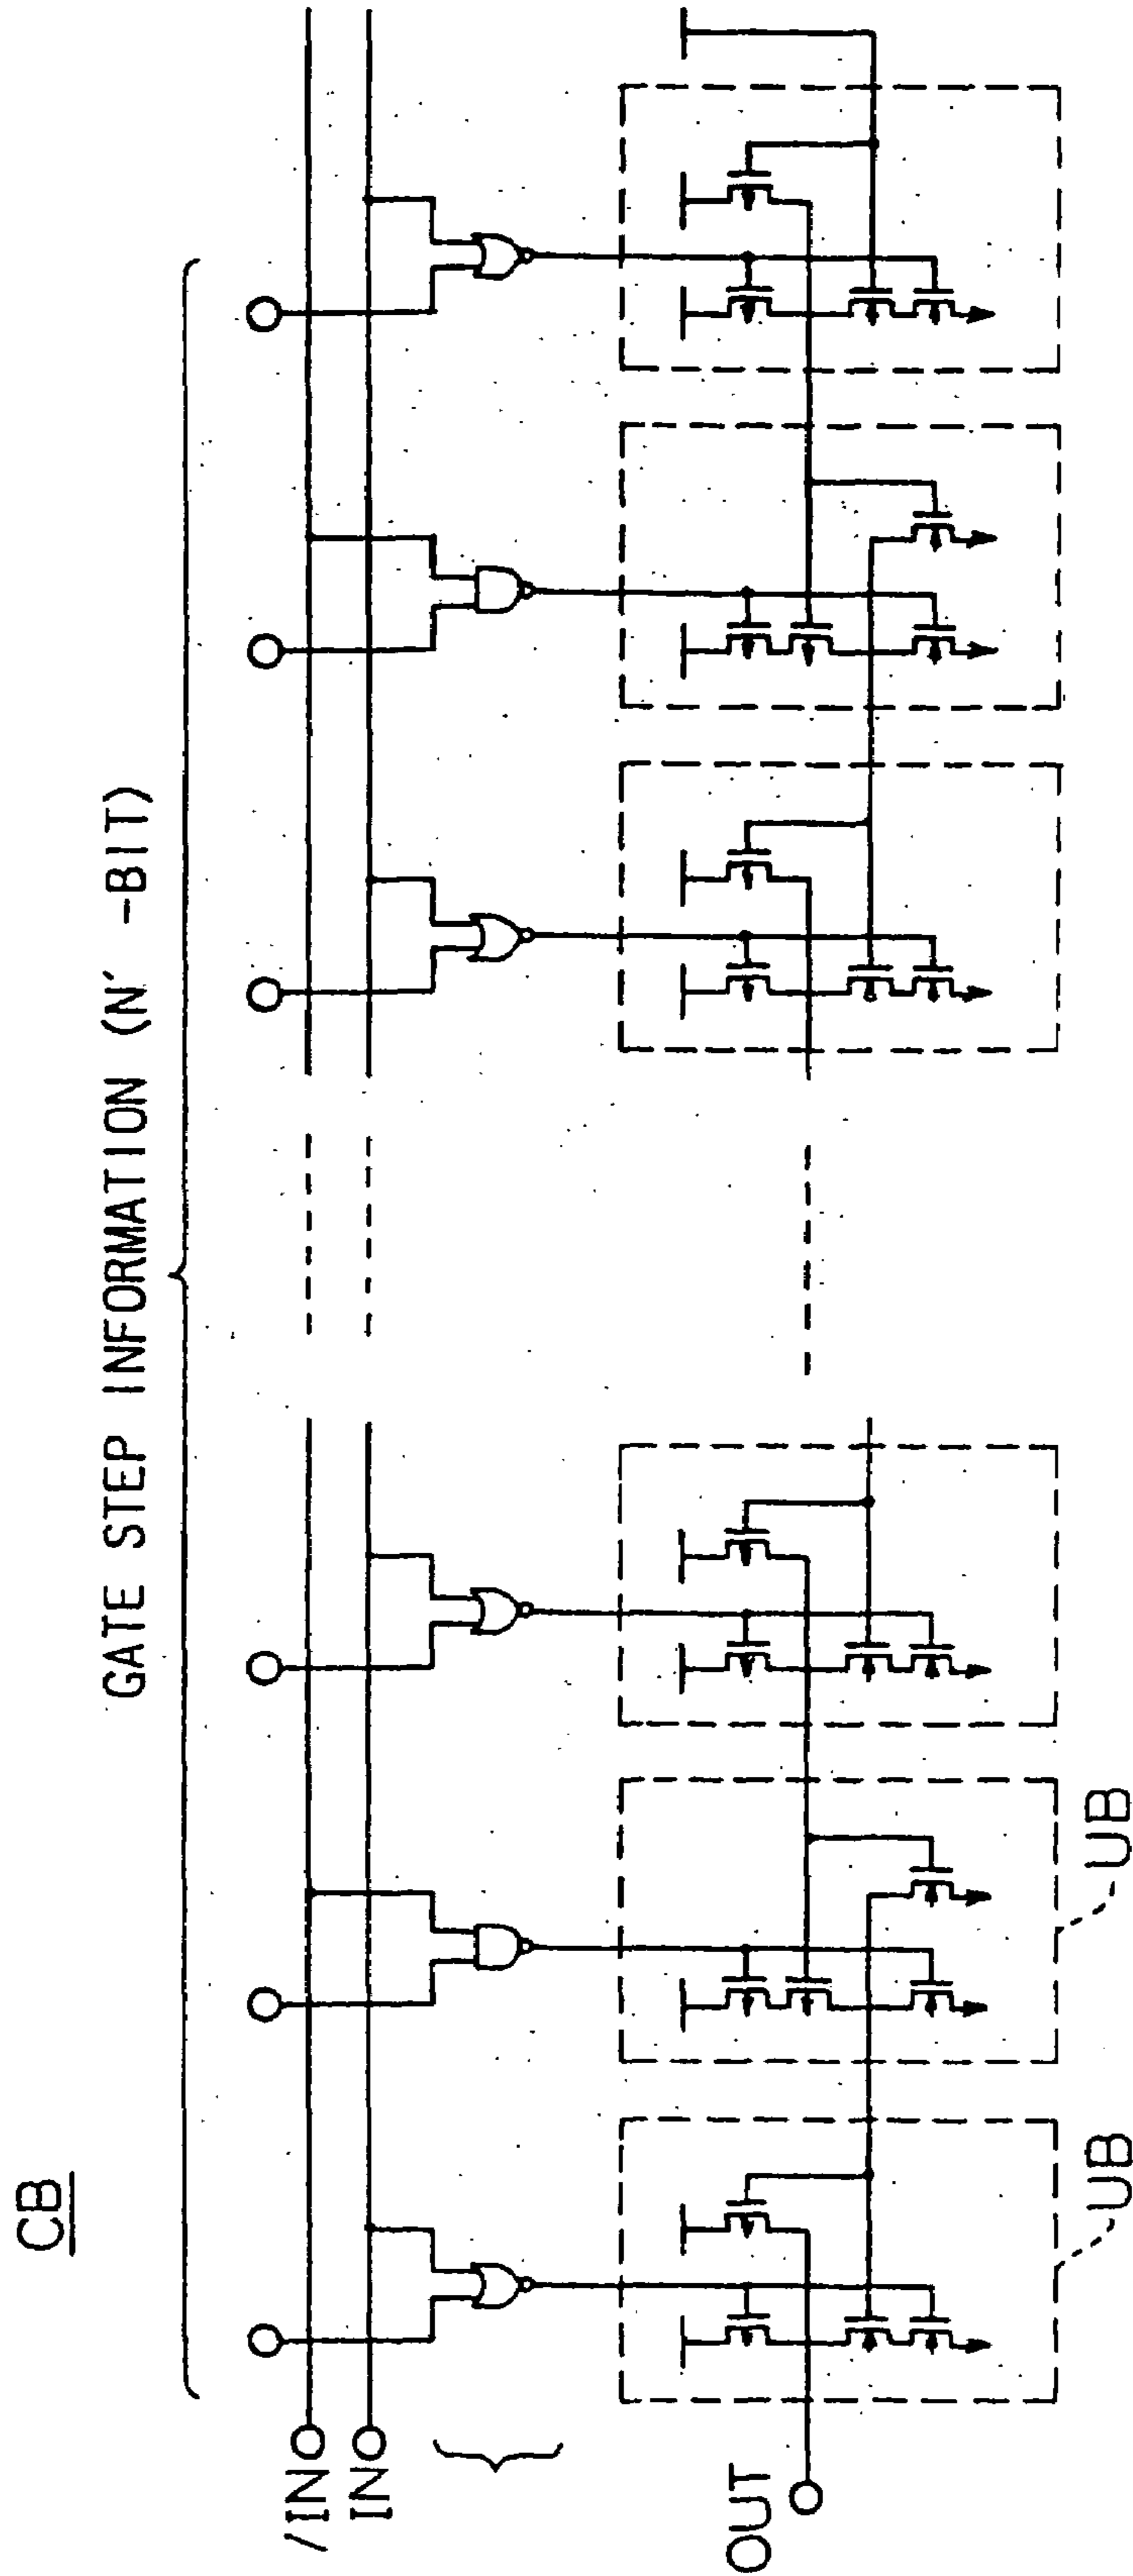 CB
GATE STEP INFORMATION (N' -BIT)
/IN
IN
OUT
UB
UB